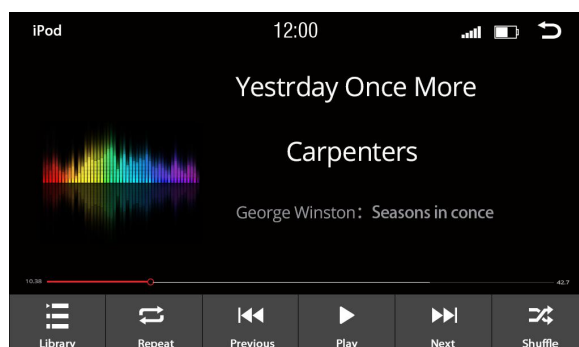 iPod 12:00
Yestrday Once More
Carpenters
George Winston: Seasons in conce
10.38 42.7
Library Repeat Previous Play Next Shuffle